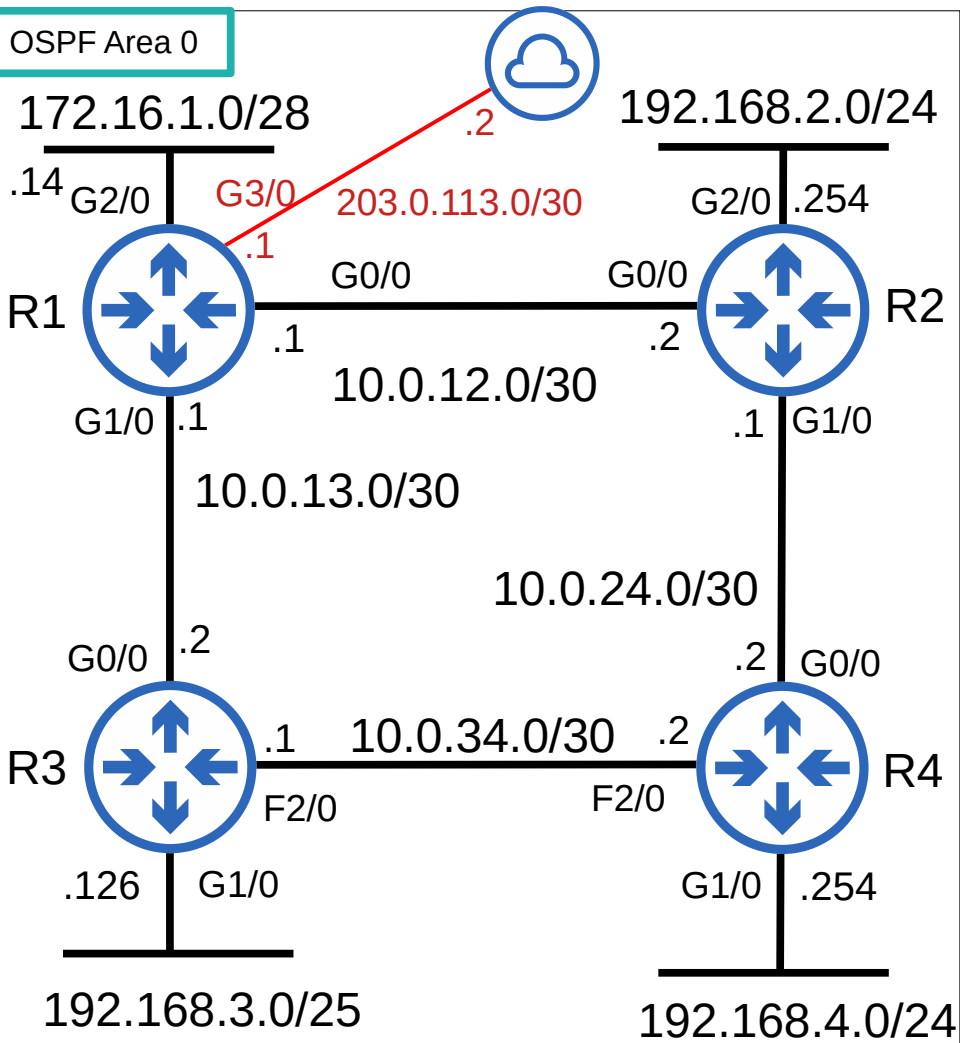 OSPF Area 0
172.16.1.0/28
192.168.2.0/24
.2
.14
G2/0
G3/0
203.0.113.0/30
G2/0
.254
.1
G0/0
G0/0
R1
R2
.1
.2
10.0.12.0/30
G1/0
.1
.1
G1/0
10.0.13.0/30
10.0.24.0/30
G0/0
.2
.2
G0/0
R3
.1
10.0.34.0/30
.2
R4
F2/0
F2/0
.126
G1/0
G1/0
.254
192.168.3.0/25
192.168.4.0/24